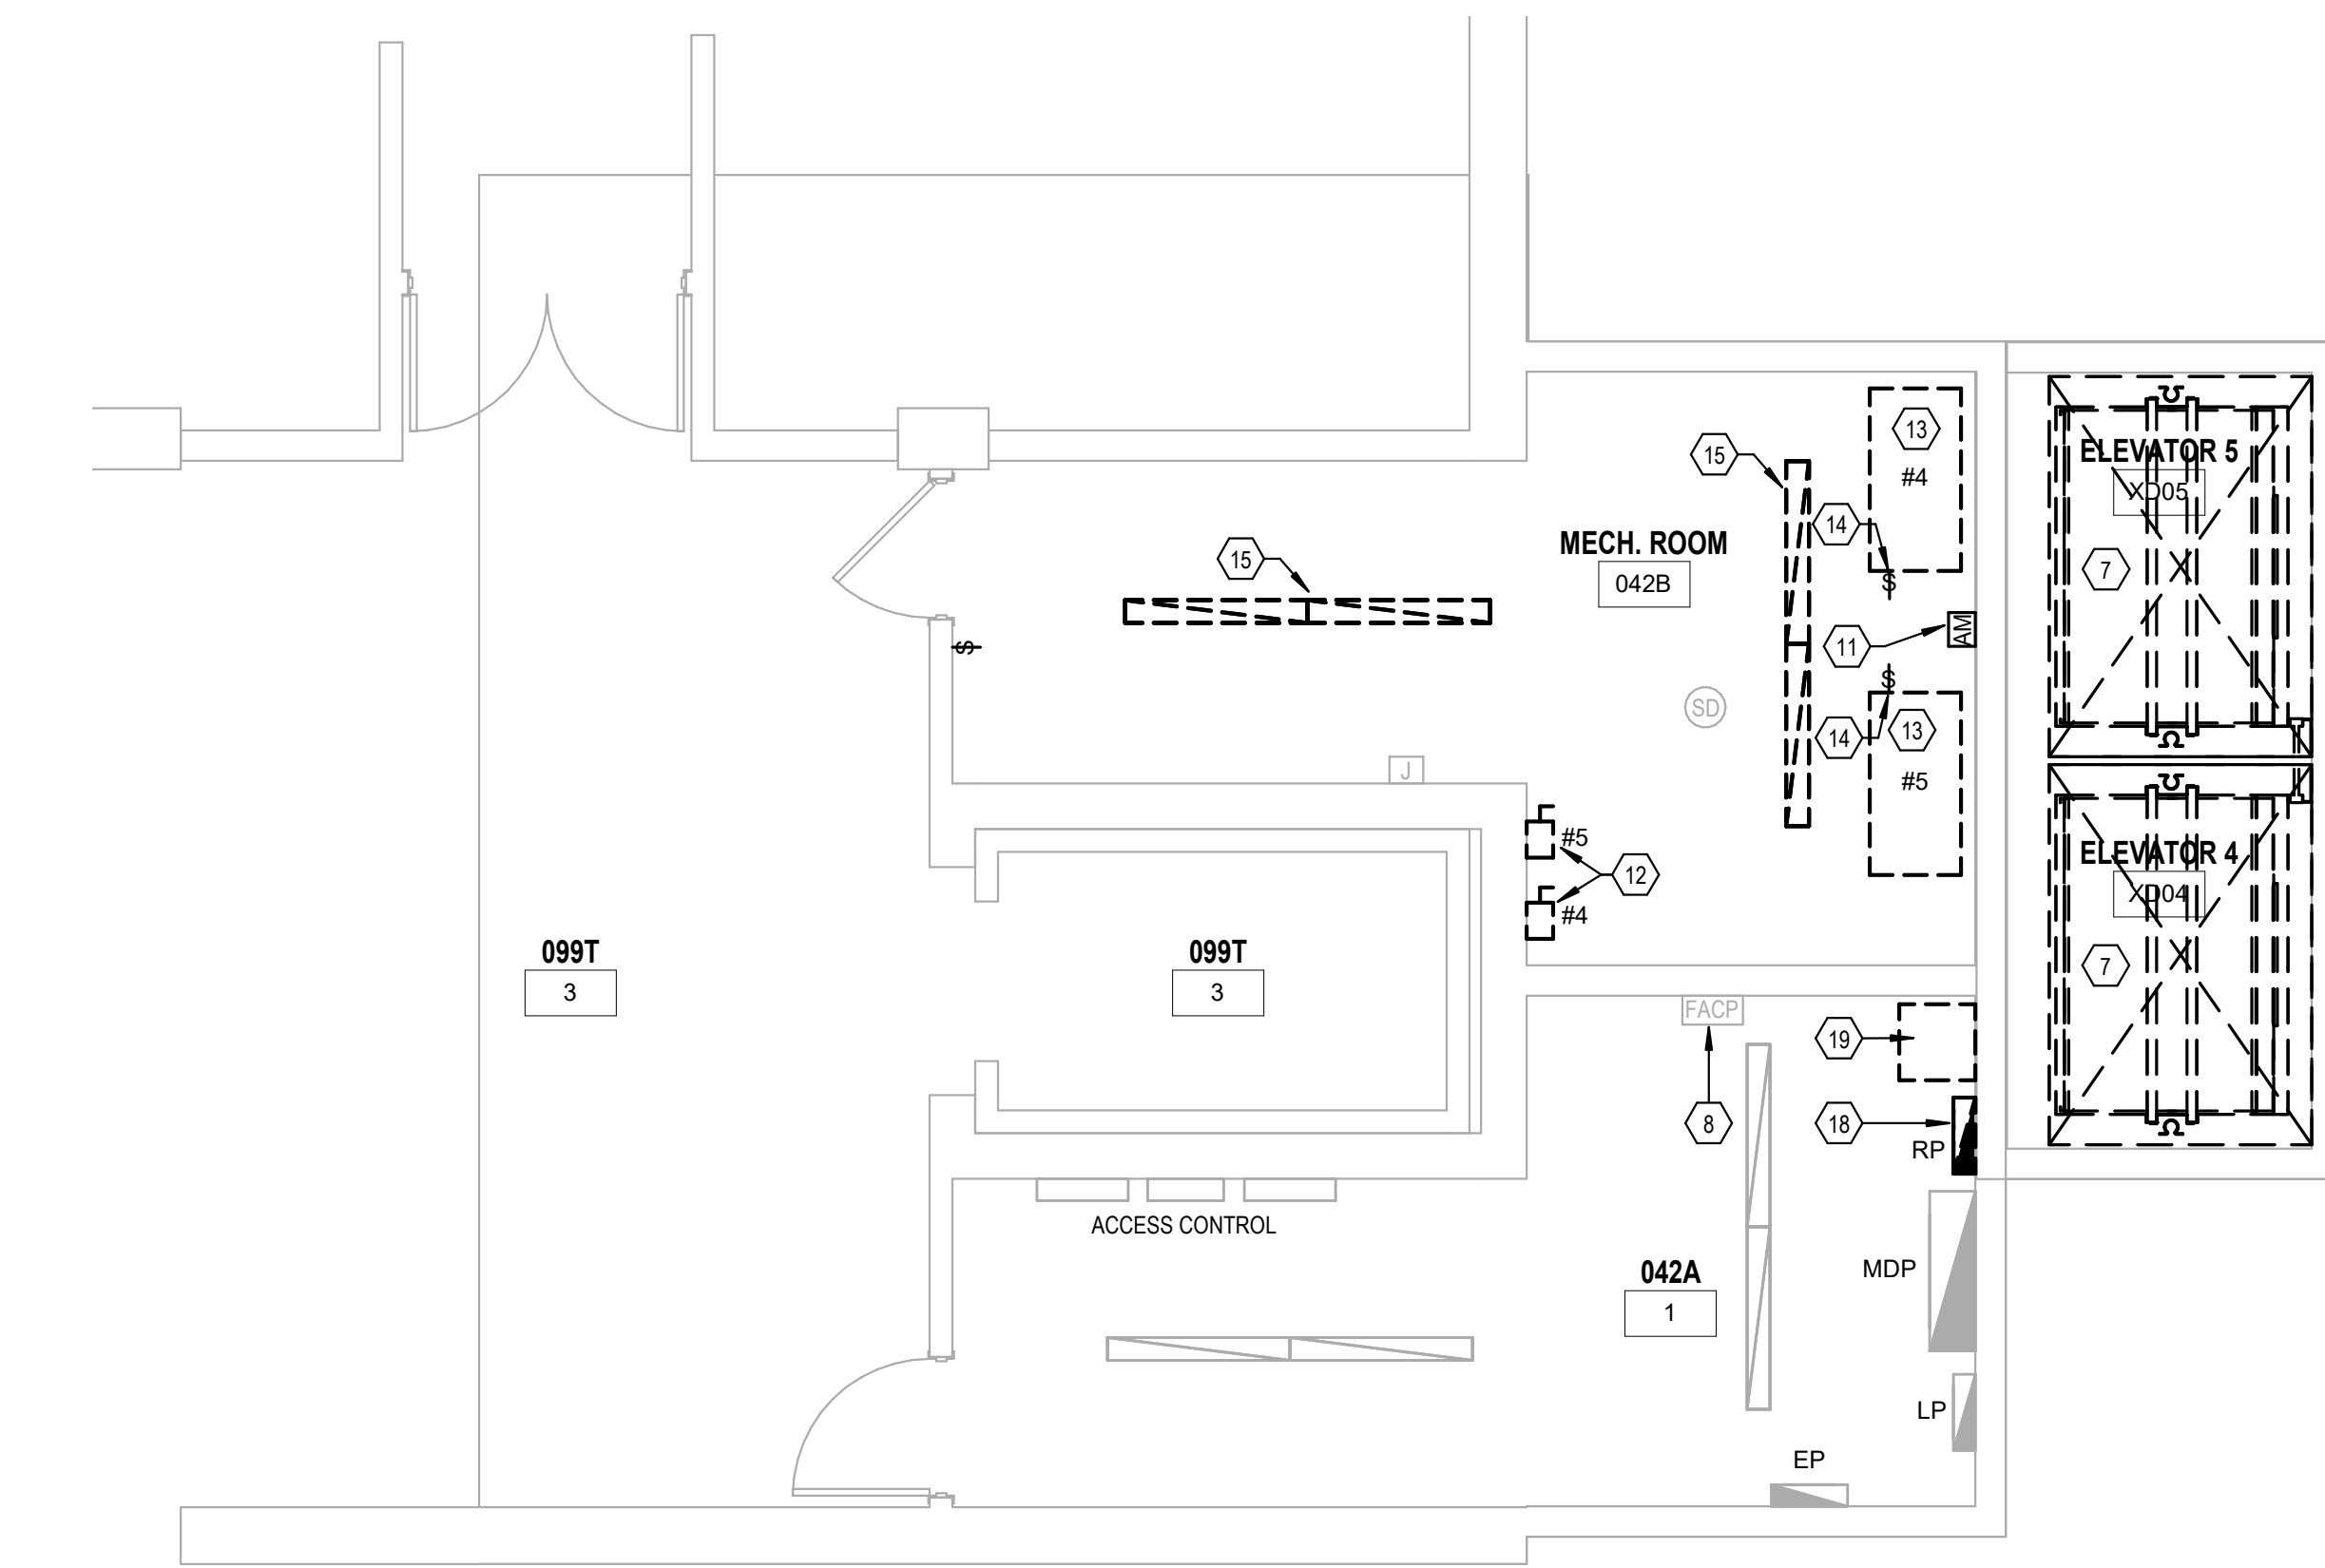 13
ELEVATOR 5
15
#4
XD05
14
MECH. ROOM
15
7
042B
$
AM
11
$
$
SD
13
14
J
#5
#5
ELEVATOR 4
12
XD04
#4
099T
099T
7
3
3
FACP
19
8
18
RP
ACCESS CONTROL
MDP
042A
1
LP
EP